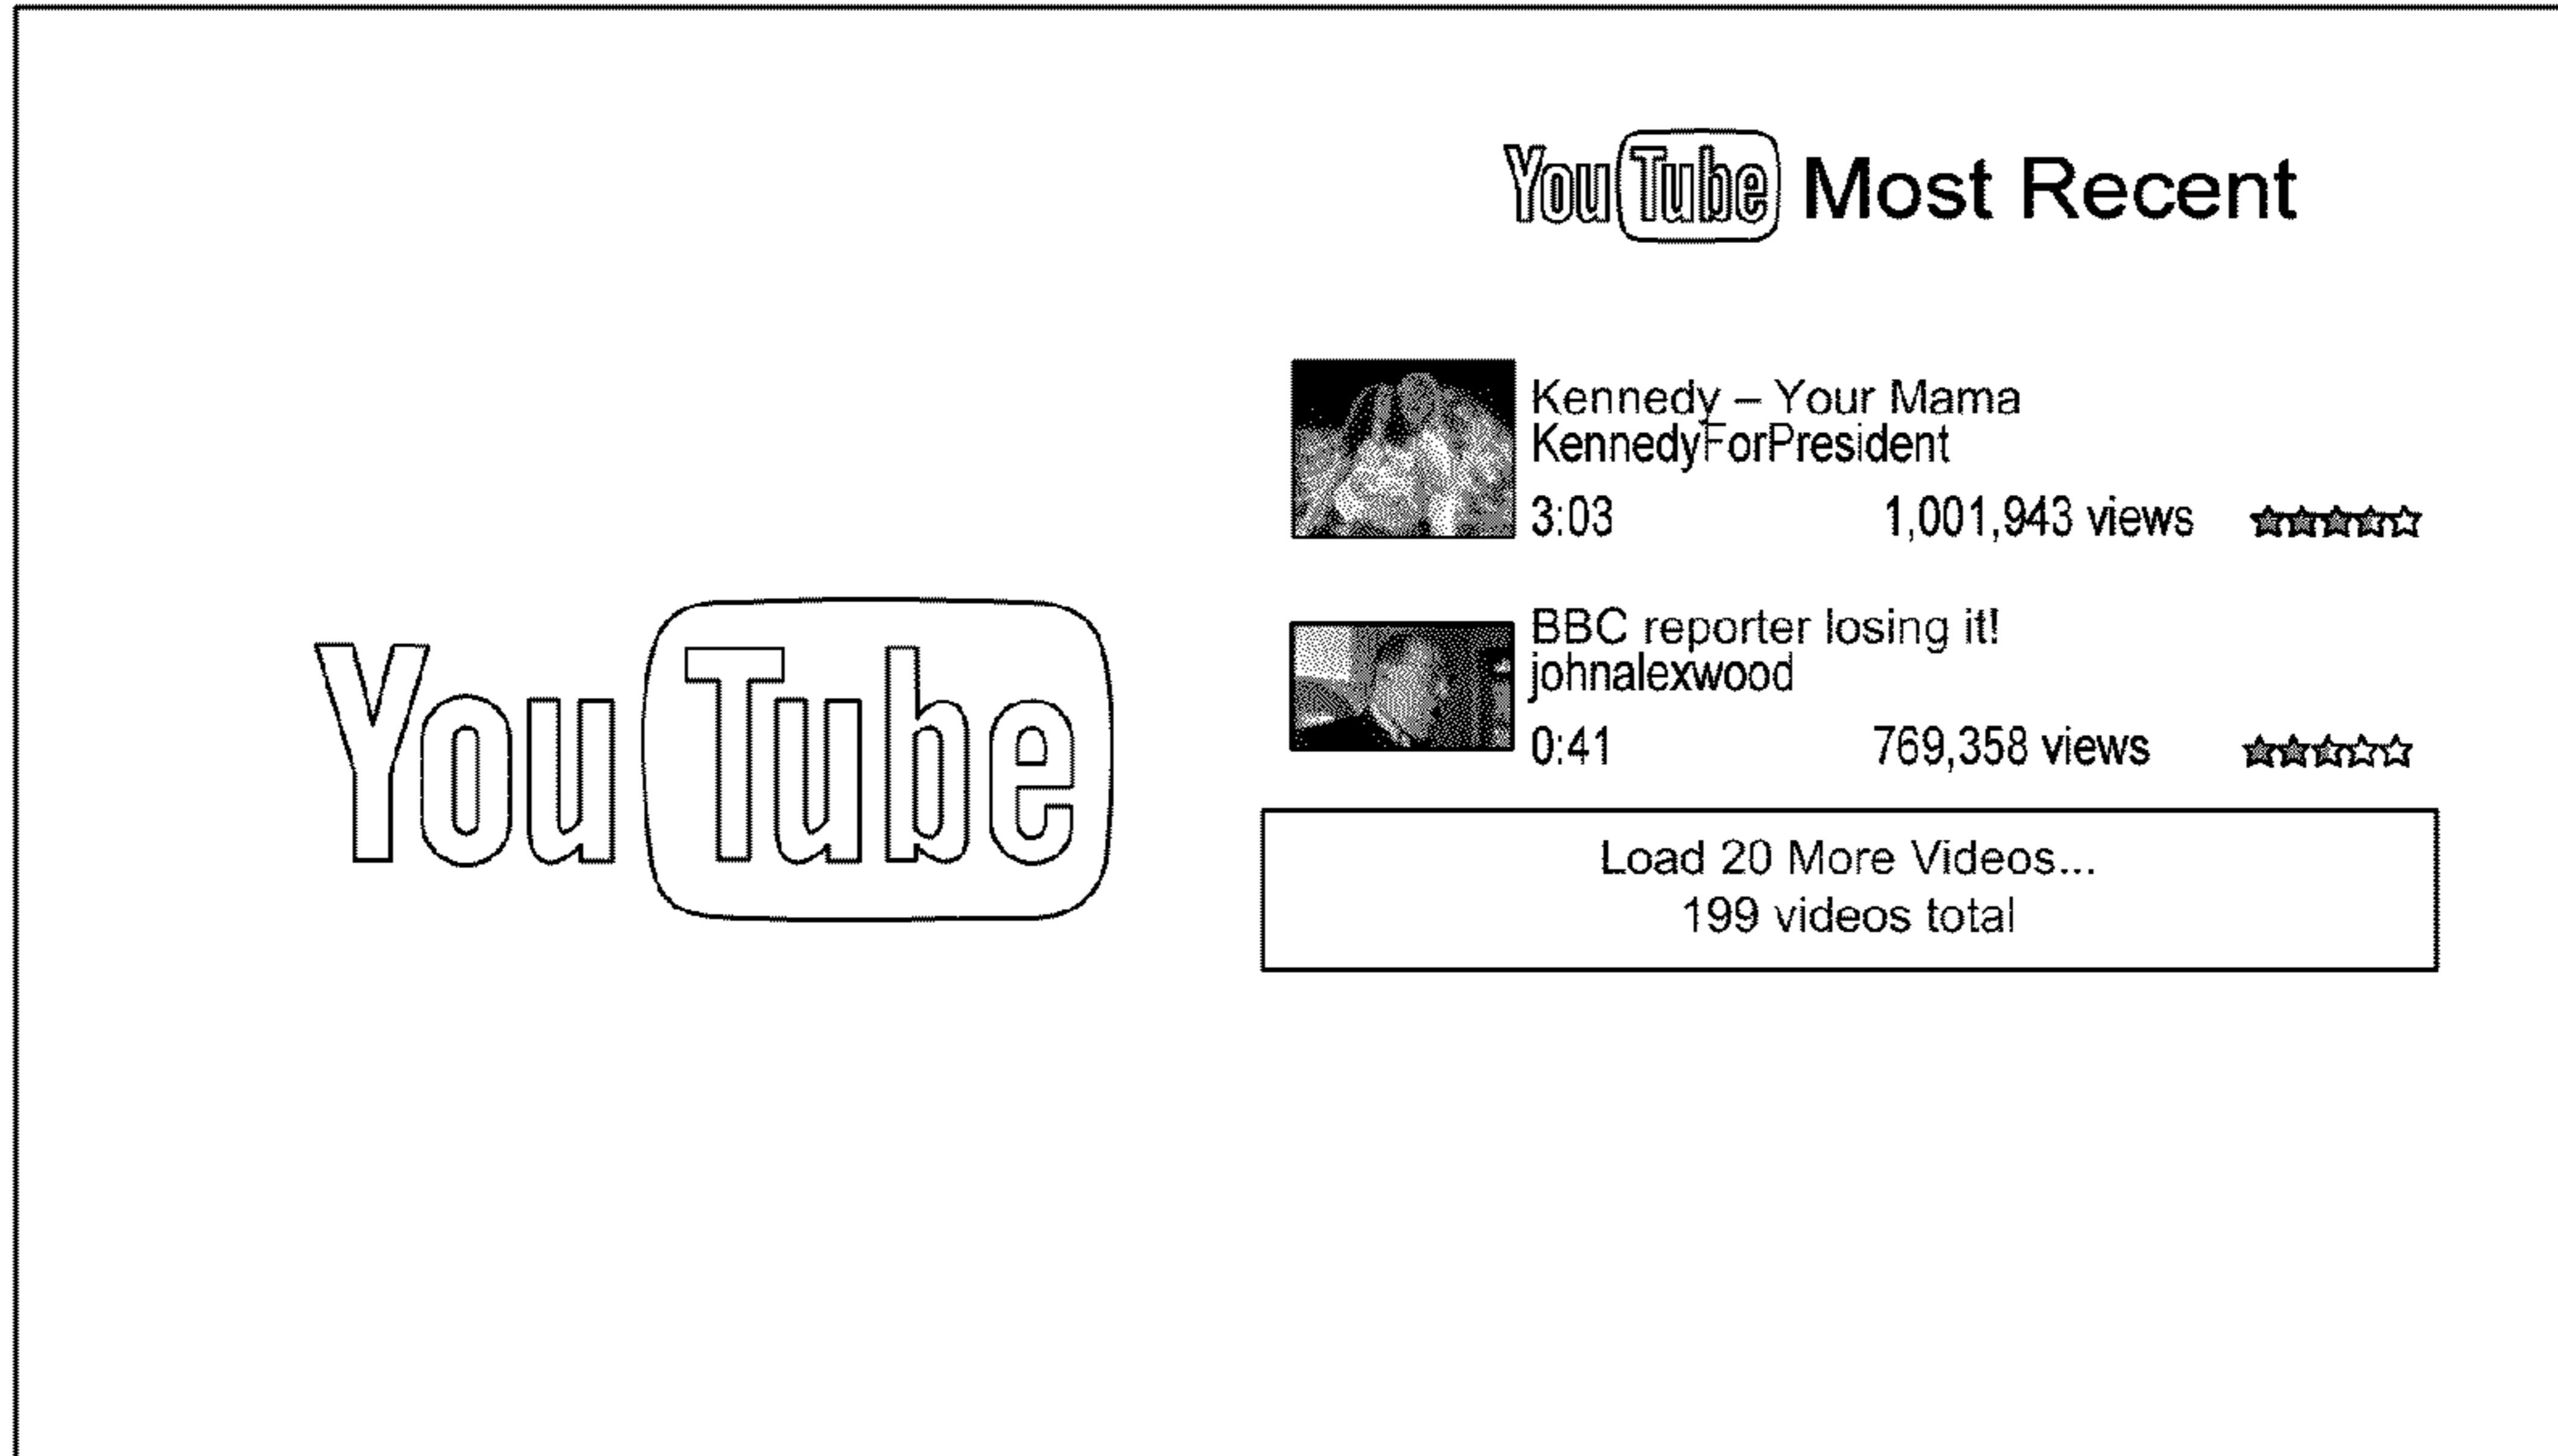 YouTube Most Recent
Kennedy – Your Mama
KennedyForPresident
3:03 1,001,943 views
YouTube
BBC reporter losing it!
johnalexwood
0:41 769,358 views
Load 20 More Videos...
199 videos total